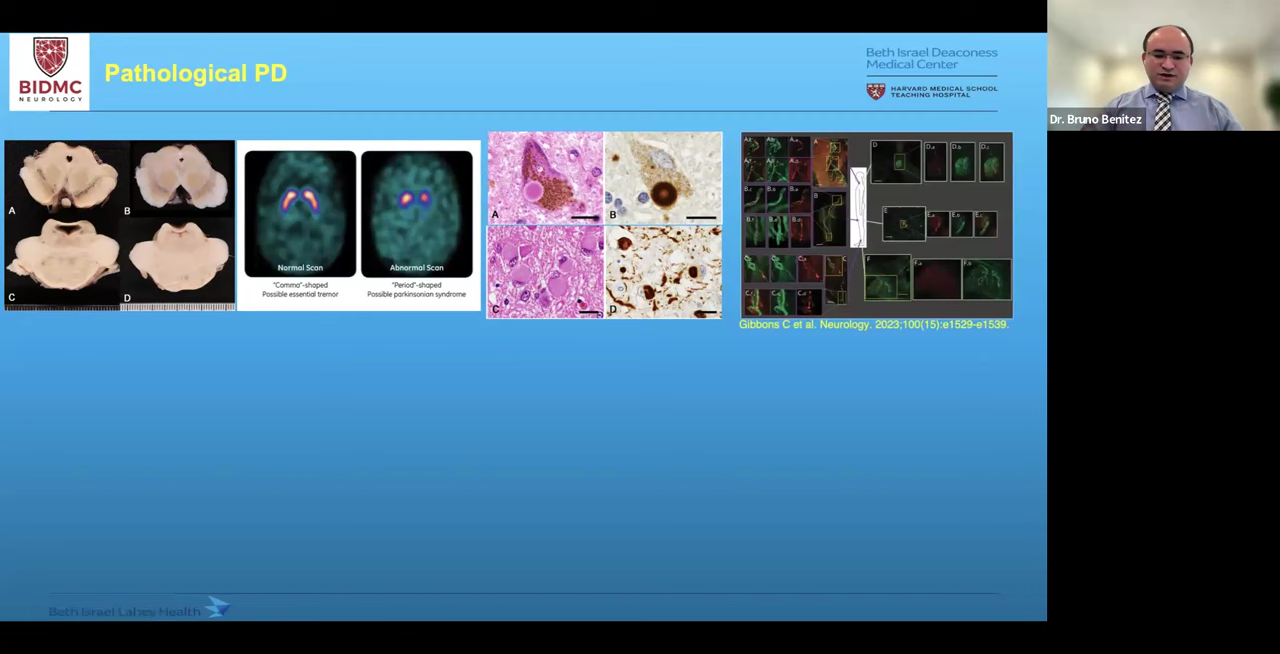 BIDMC
NEUROLOGY
Pathological PD
Beth Israel Deaconess
Medical Center
HARVARD MEDICAL SCHOOL
TEACHING HOSPITAL
Dr. Bruno Benitez
A
B
C
D
Normal Scan
"Comma"-shaped
Possible essential tremor
Abnormal Scan
"Period"-shaped
Possible parkinsonian syndrome
A
B
C
D
A
B
C
D
D.a
D.b
D.c
E
E.a
E.b
E.c
F
F.a
F.b
Gibbons C et al. Neurology. 2023;100(15):e1529-e1539.
Beth Israel Lahey Health